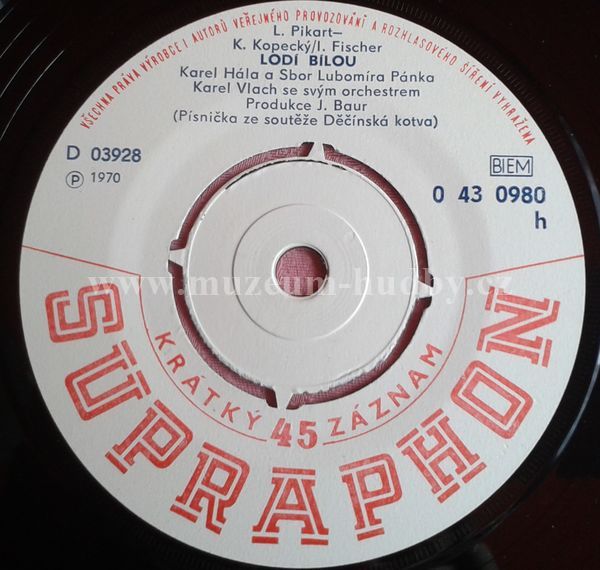 VŠECHNA PRÁVA VÝROBCE I AUTORŮ VEŘEJNÉHO PROVOZOVÁNÍ A ROZHLASOVÉHO ŠÍŘENÍ VYHRAŽENA
L. Pikart–
K. Kopecký/I. Fischer
LODÍ BÍLOU
Karel Hála a Sbor Lubomíra Pánka
Karel Vlach se svým orchestrem
Produkce J. Baur
(Písnička ze soutěže Děčínská kotva)
D 03928
Ⓟ 1970
BIEM
0 43 0980
h
www.muzeum-hudby.cz
KRÁTKÝ 45 ZÁZNAM
SUPRAPHON